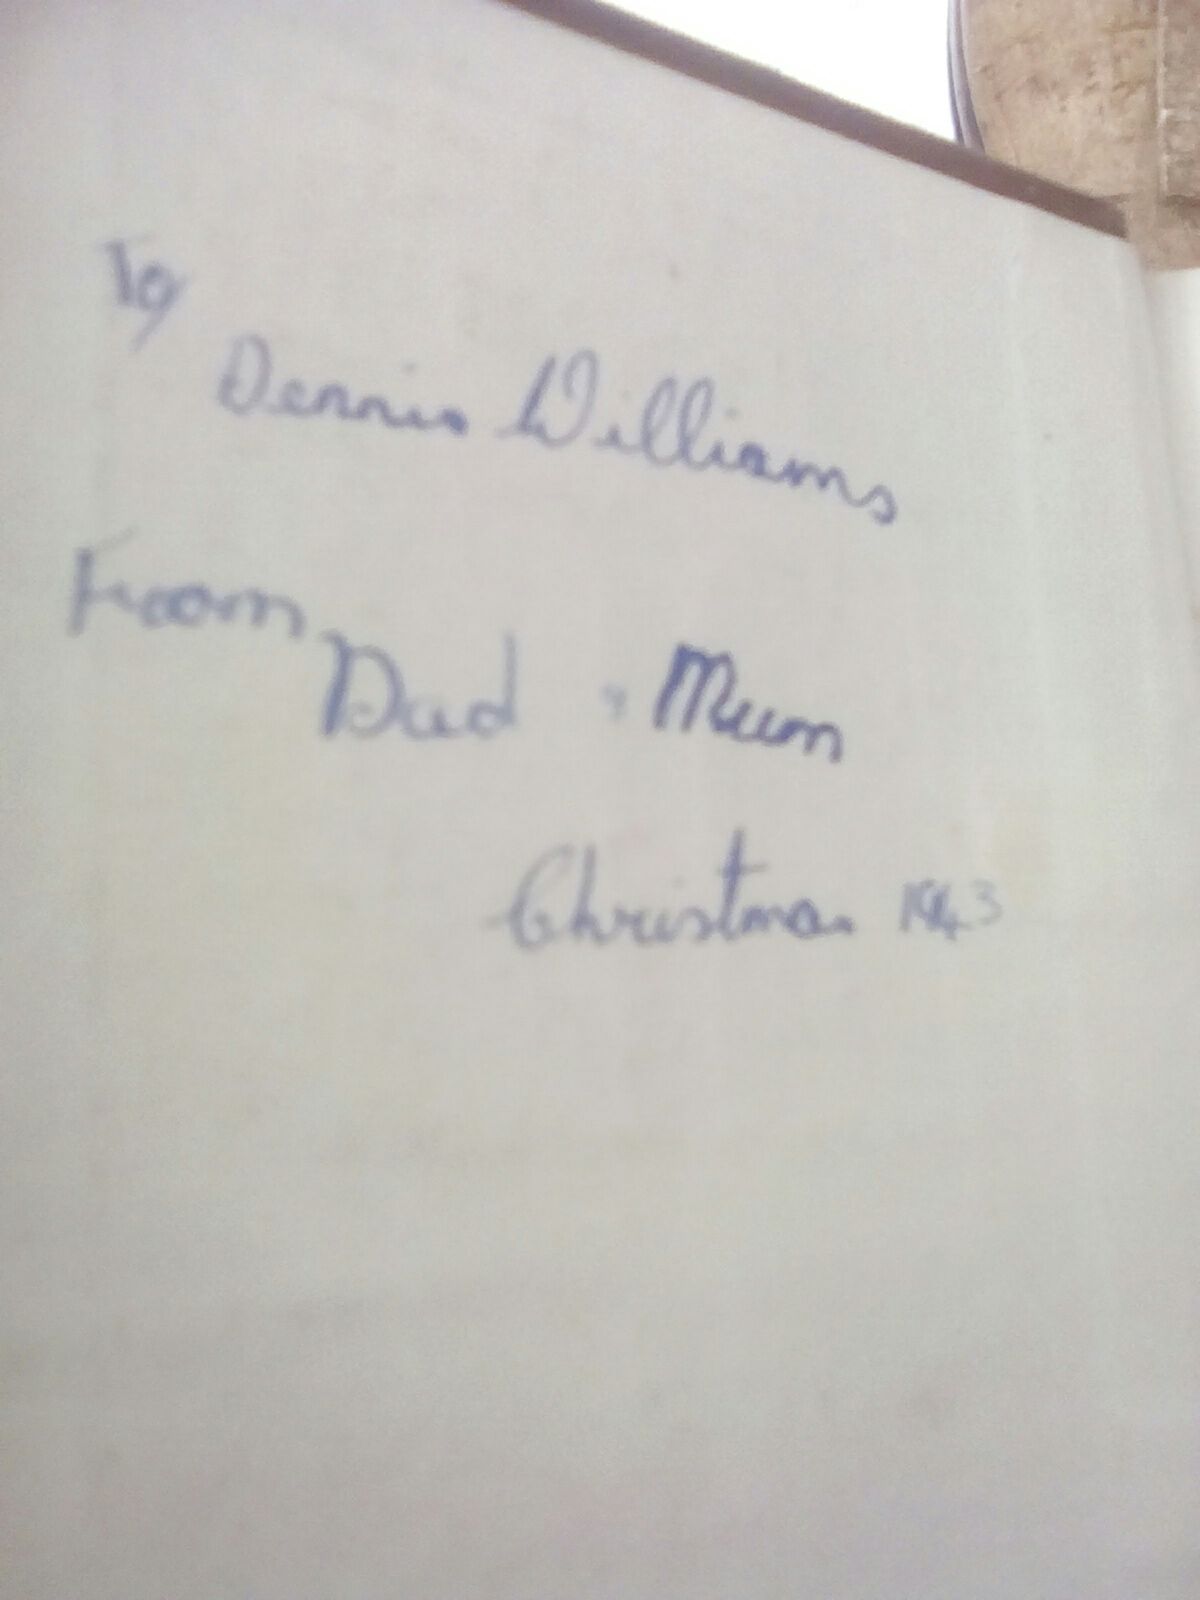 To
Dennis Williams
From
Dad & Mum
Christmas 1943